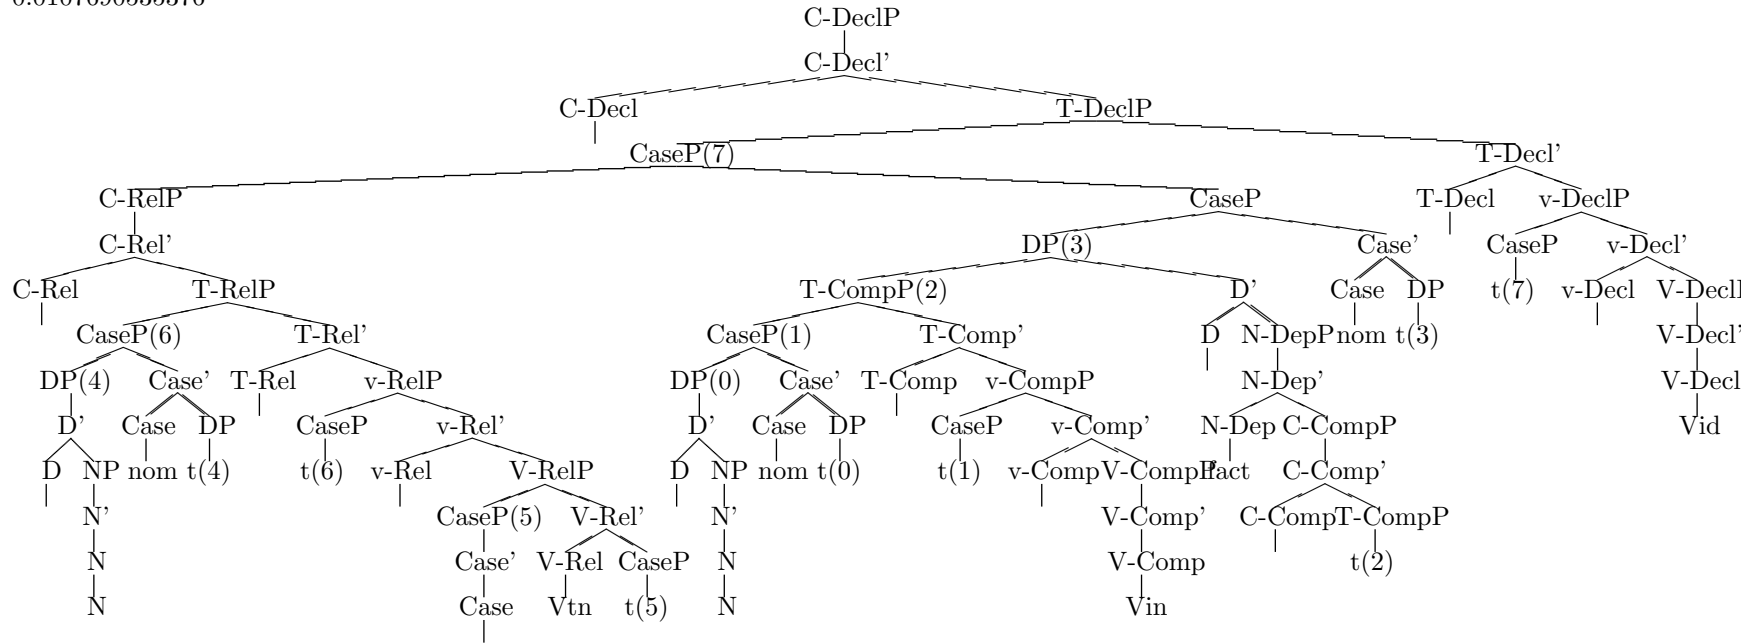 C-DeclP
C-Decl'
C-Decl T-DeclP
CaseP(7) T-Decl'
C-RelP CaseP T-Decl v-DeclP
C-Rel' DP(3) Case' CaseP v-Decl'
C-Rel T-RelP T-CompP(2) D' Case DP t(7) v-Decl
CaseP(6) T-Rel' CaseP(1) T-Comp' D N-DepP nom t(3) V-Decl'
DP(4) Case' T-Rel v-RelP DP(0) Case' T-Comp v-CompP N-Dep' V-Decl
D' Case DP CaseP v-Rel' D' Case DP CaseP v-Comp' N-Dep C-CompP Vid
D NP nom t(4) t(6) v-Rel V-RelP D NP nom t(0) t(1) v-Comp C-Comp'
N' CaseP(5) V-Rel' N' V-Comp' C-Comp T-CompP
N Case' V-Rel CaseP N V-Comp t(2)
N Case Vtn t(5) N Vin